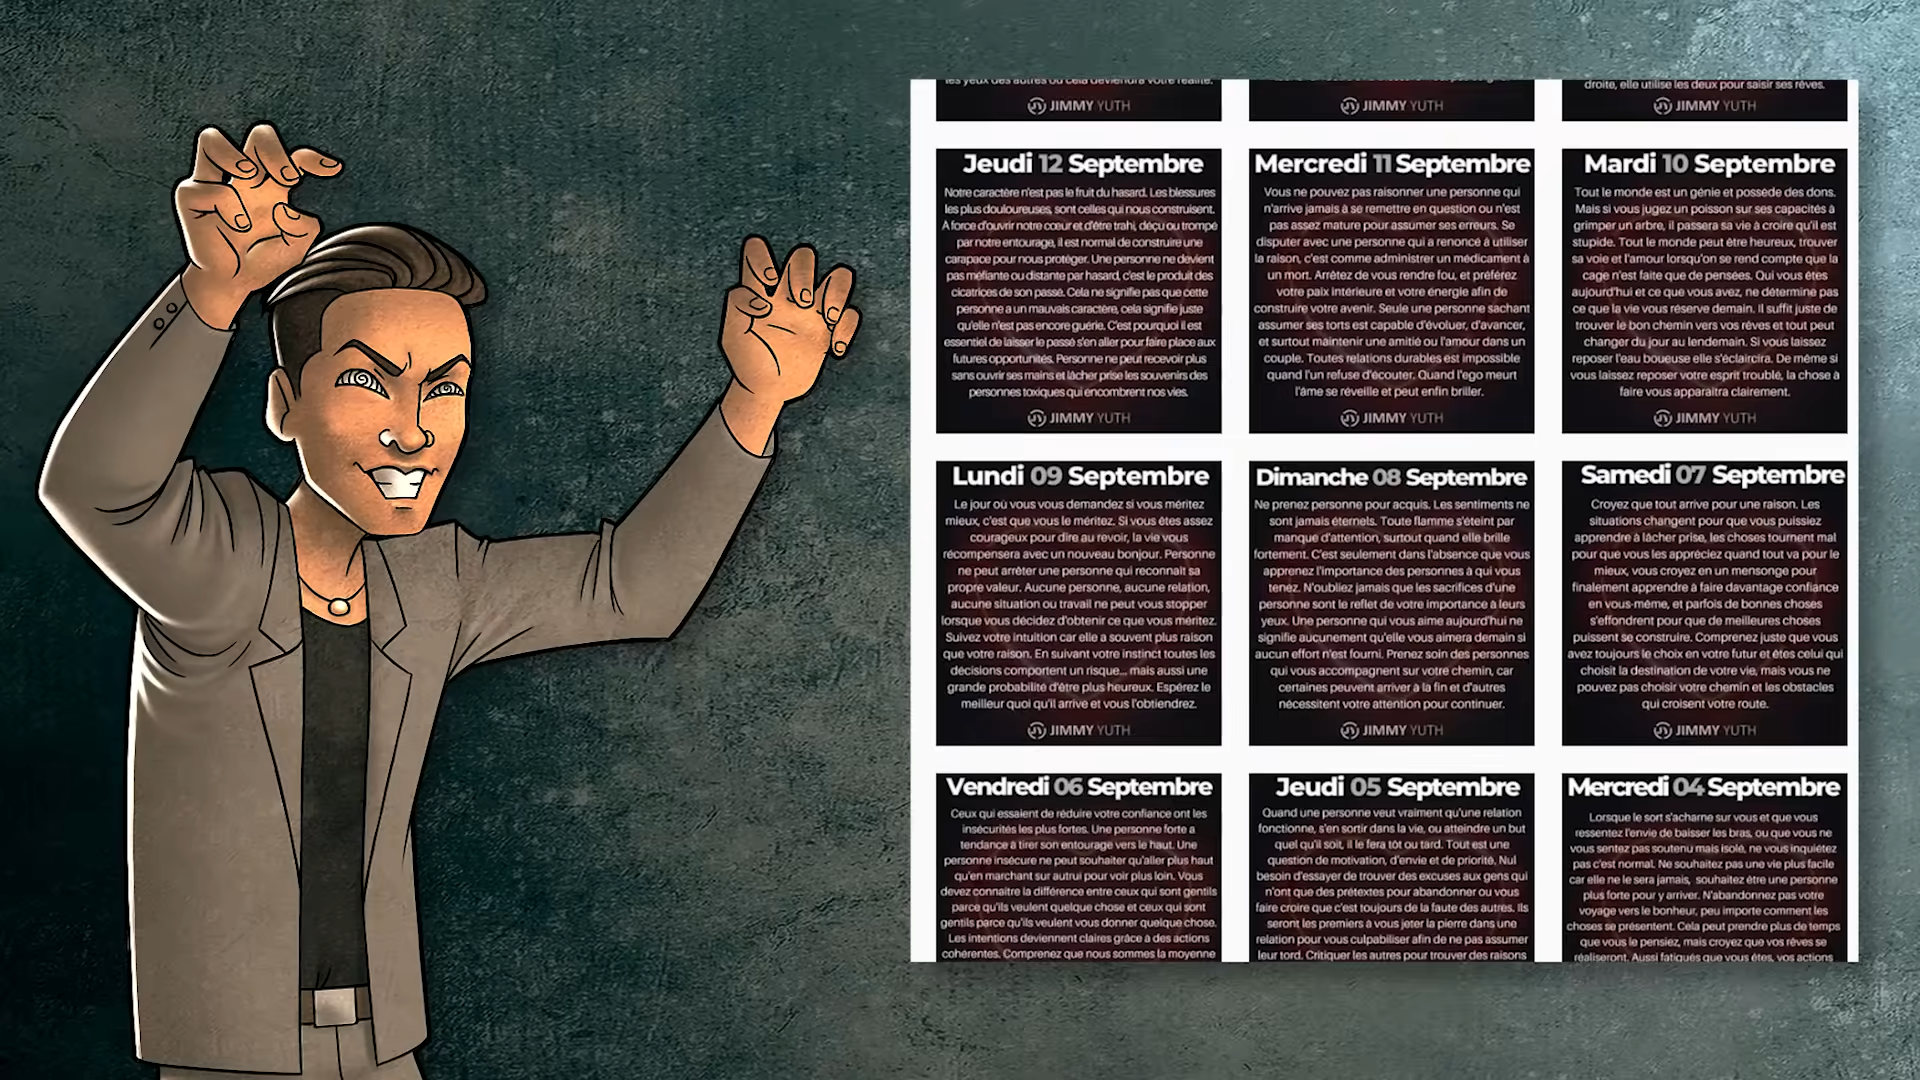 les yeux des autres ou cela deviendra votre réalité.
JIMMY YUTH
JIMMY YUTH
droite, elle utilise les deux pour saisir ses rêves.
JIMMY YUTH
Jeudi 12 Septembre
Notre caractère n'est pas le fruit du hasard. Les blessures
les plus douloureuses, sont celles qui nous construisent.
A force d'ouvrir notre cœur et d'être trahi, déçu ou trompé
par notre entourage, il est normal de construire une
carapace pour nous protéger. Une personne ne devient
pas méfiante ou distante par hasard, c'est le produit des
cicatrices de son passé. Cela ne signifie pas que cette
personne a un mauvais caractère, cela signifie juste
qu'elle n'est pas encore guérie. C'est pourquoi il est
essentiel de laisser le passé s'en aller pour faire place aux
futures opportunités. Personne ne peut recevoir plus
sans ouvrir ses mains et lâcher prise les souvenirs des
personnes toxiques qui encombrent nos vies.
JIMMY YUTH
Mercredi 11 Septembre
Vous ne pouvez pas raisonner une personne qui
n'arrive jamais à se remettre en question ou n'est
pas assez mature pour assumer ses erreurs. Se
disputer avec une personne qui a renoncé à utiliser
la raison, c'est comme administrer un médicament à
un mort. Arrêtez de vous rendre fou, et préférez
votre paix intérieure et votre énergie afin de
construire votre avenir. Seule une personne sachant
assumer ses torts est capable d'évoluer, d'avancer,
et surtout maintenir une amitié ou l'amour dans un
couple. Toutes relations durables est impossible
quand l'un refuse d'écouter. Quand l'ego meurt
l'âme se réveille et peut enfin briller.
JIMMY YUTH
Mardi 10 Septembre
Tout le monde est un génie et possède des dons.
Mais si vous jugez un poisson sur ses capacités à
grimper un arbre, il passera sa vie à croire qu'il est
stupide. Tout le monde peut être heureux, trouver
sa voie et l'amour lorsqu'on se rend compte que la
cage n'est faite que de pensées. Qui vous êtes
aujourd'hui et ce que vous avez, ne détermine pas
ce que la vie vous réserve demain. Il suffit juste de
trouver le bon chemin vers vos rêves et tout peut
changer du jour au lendemain. Si vous laissez
reposer l'eau boueuse elle s'éclaircira. De même si
vous laissez reposer votre esprit troublé, la chose à
faire vous apparaitra clairement.
JIMMY YUTH
Lundi 09 Septembre
Le jour où vous vous demandez si vous méritez
mieux, c'est que vous le méritez. Si vous êtes assez
courageux pour dire au revoir, la vie vous
récompensera avec un nouveau bonjour. Personne
ne peut arrêter une personne qui reconnaît sa
propre valeur. Aucune personne, aucune relation,
aucune situation ou travail ne peut vous stopper
lorsque vous décidez d'obtenir ce que vous méritez.
Suivez votre intuition car elle a souvent plus raison
que votre raison. En suivant votre instinct toutes les
décisions comportent un risque... mais aussi une
grande probabilité d'être plus heureux. Espérez le
meilleur quoi qu'il arrive et vous l'obtiendrez.
JIMMY YUTH
Dimanche 08 Septembre
Ne prenez personne pour acquis. Les sentiments ne
sont jamais éternels. Toute flamme s'éteint par
manque d'attention, surtout quand elle brille
fortement. C'est seulement dans l'absence que vous
apprenez l'importance des personnes à qui vous
tenez. N'oubliez jamais que les sacrifices d'une
personne sont le reflet de votre importance à leurs
yeux. Une personne qui vous aime aujourd'hui ne
signifie aucunement qu'elle vous aimera demain si
aucun effort n'est fourni. Prenez soin des personnes
qui vous accompagnent sur votre chemin, car
certaines peuvent arriver à la fin et d'autres
nécessitent votre attention pour continuer.
JIMMY YUTH
Samedi 07 Septembre
Croyez que tout arrive pour une raison. Les
situations changent pour que vous puissiez
apprendre à lâcher prise, les choses tournent mal
pour que vous les appréciez quand tout va pour le
mieux, vous croyez en un mensonge pour
finalement apprendre à faire davantage confiance
en vous-même, et parfois de bonnes choses
s'effondrent pour que de meilleures choses
puissent se construire. Comprenez juste que vous
avez toujours le choix en votre futur et êtes celui qui
choisit la destination de votre vie, mais vous ne
pouvez pas choisir votre chemin et les obstacles
qui croisent votre route.
JIMMY YUTH
Vendredi 06 Septembre
Ceux qui essaient de réduire votre confiance ont les
insécurités les plus fortes. Une personne forte a
tendance à tirer son entourage vers le haut. Une
personne insécure ne peut souhaiter qu'aller plus haut
qu'en marchant sur autrui pour voir plus loin. Vous
devez connaitre la différence entre ceux qui sont gentils
parce qu'ils veulent quelque chose et ceux qui sont
gentils parce qu'ils veulent vous donner quelque chose.
Les intentions deviennent claires grâce à des actions
cohérentes. Comprenez que nous sommes la moyenne
Jeudi 05 Septembre
Quand une personne veut vraiment qu'une relation
fonctionne, s'en sortir dans la vie, ou atteindre un but
quel qu'il soit, il le fera tôt ou tard. Tout est une
question de motivation, d'envie et de priorité. Nul
besoin d'essayer de trouver des excuses aux gens qui
n'ont que des prétextes pour abandonner ou vous
faire croire que c'est toujours de la faute des autres. Ils
seront les premiers à vous jeter la pierre dans une
relation pour vous culpabiliser afin de ne pas assumer
leur tord. Critiquer les autres pour trouver des raisons
Mercredi 04 Septembre
Lorsque le sort s'acharne sur vous et que vous
ressentez l'envie de baisser les bras, ou que vous ne
vous sentez pas soutenu mais isolé, ne vous inquiétez
pas c'est normal. Ne souhaitez pas une vie plus facile
car elle ne le sera jamais, souhaitez être une personne
plus forte pour y arriver. N'abandonnez pas votre
voyage vers le bonheur, peu importe comment les
choses se présentent. Cela peut prendre plus de temps
que vous le pensiez, mais croyez que vos rêves se
réaliseront. Aussi fatigués que vous êtes, vos actions